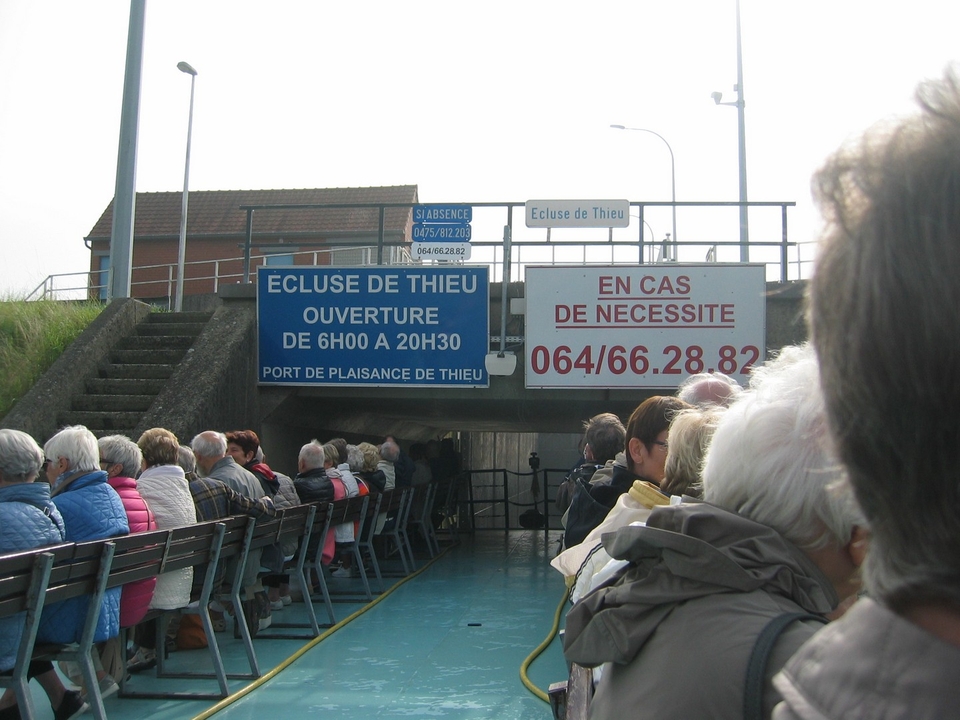 SI ABSENCE
0475/812.203
064/66.28.82
Ecluse de Thieu
ECLUSE DE THIEU
OUVERTURE
DE 6H00 A 20H30
PORT DE PLAISANCE DE THIEU
EN CAS
DE NECESSITE
064/66.28.82